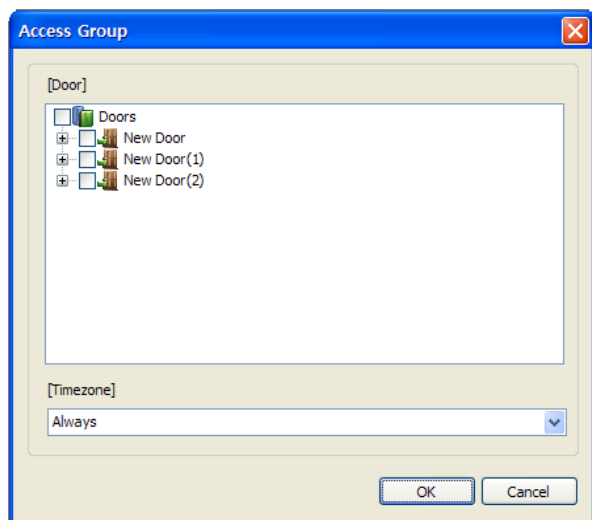 Access Group
[Door]
Doors
New Door
New Door(1)
New Door(2)
[Timezone]
Always
OK Cancel